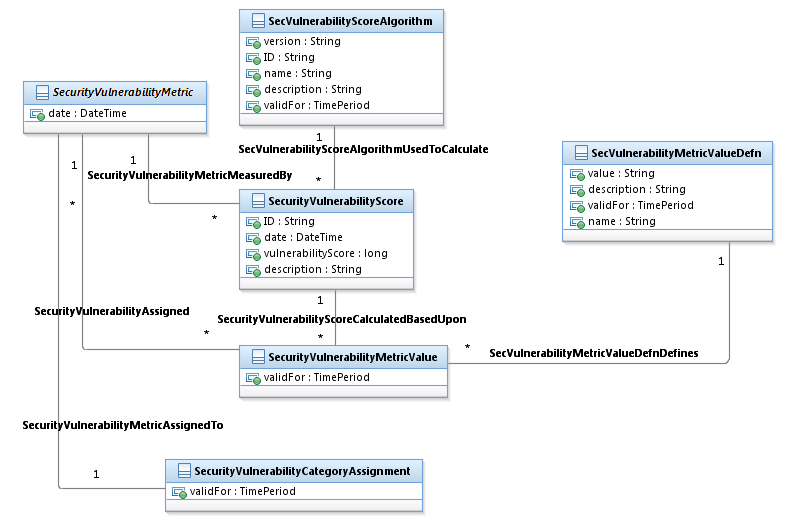 SecVulnerabilityScoreAlgorithm
version : String
ID : String
name : String
description : String
validFor : TimePeriod
SecurityVulnerabilityMetric
date : DateTime
1
SecVulnerabilityScoreAlgorithmUsedToCalculate
*
1
1
SecurityVulnerabilityMetricMeasuredBy
*
*
SecVulnerabilityMetricValueDefn
value : String
description : String
validFor : TimePeriod
name : String
SecurityVulnerabilityScore
ID : String
date : DateTime
vulnerabilityScore : long
description : String
1
1
SecurityVulnerabilityAssigned
SecurityVulnerabilityScoreCalculatedBasedUpon
*
*
*
SecVulnerabilityMetricValueDefnDefines
SecurityVulnerabilityMetricValue
validFor : TimePeriod
SecurityVulnerabilityMetricAssignedTo
1
SecurityVulnerabilityCategoryAssignment
validFor : TimePeriod